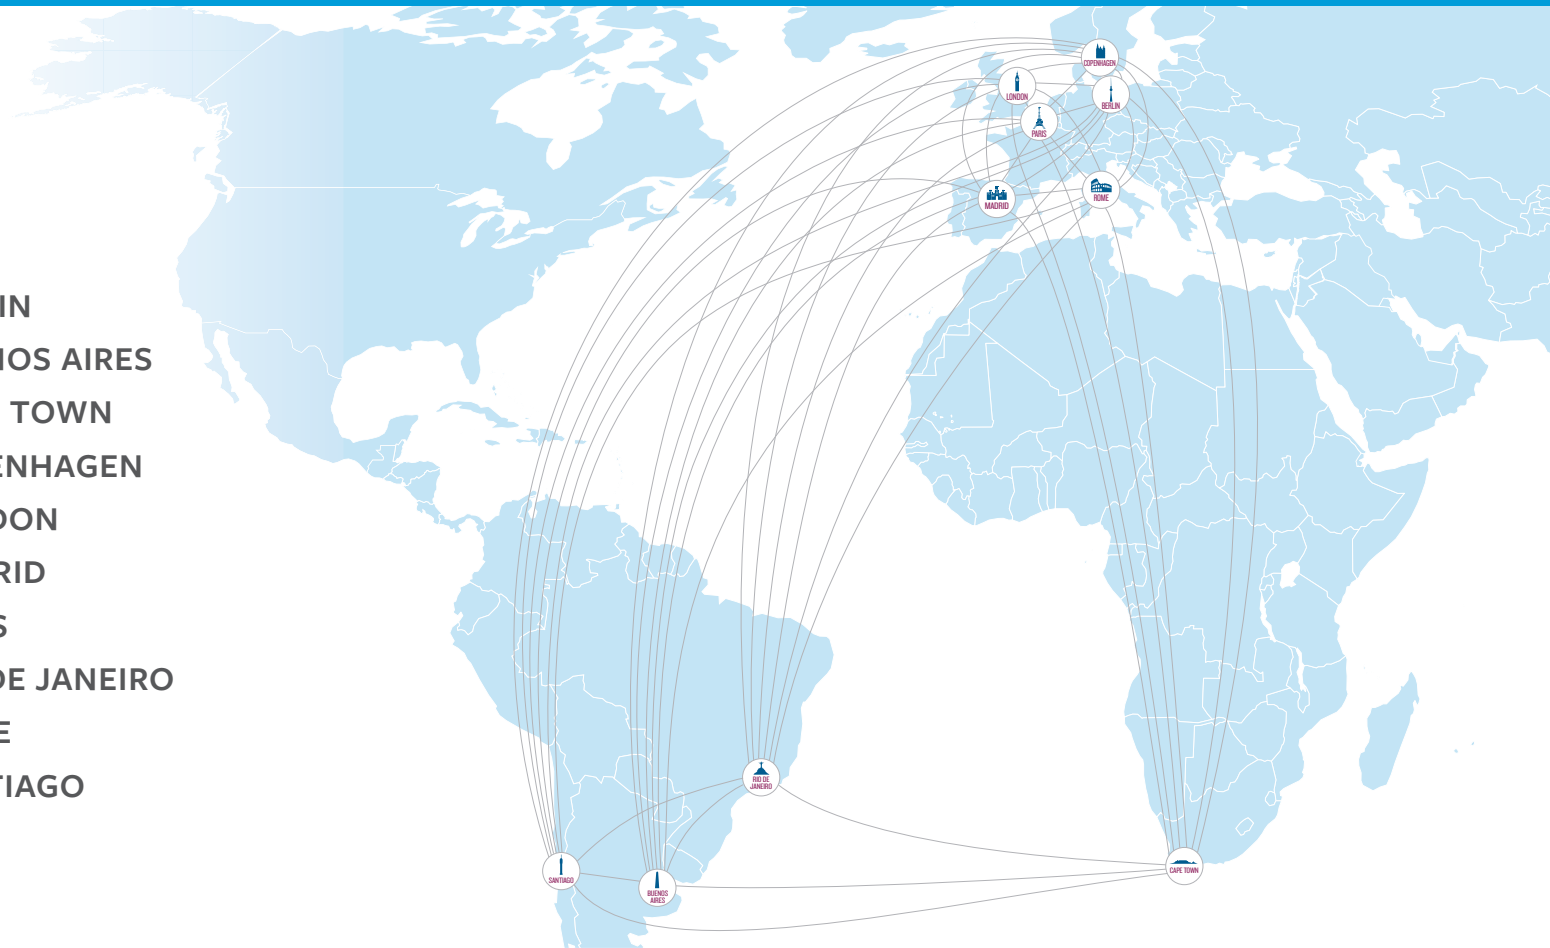 IN
NOS AIRES
TOWN
ENHAGEN
DON
RID
S
DE JANEIRO
E
TIAGO
COPENHAGEN
LONDON
BERLIN
PARIS
MADRID
ROME
RIO DE
JANEIRO
SANTIAGO
BUENOS
AIRES
CAPE TOWN